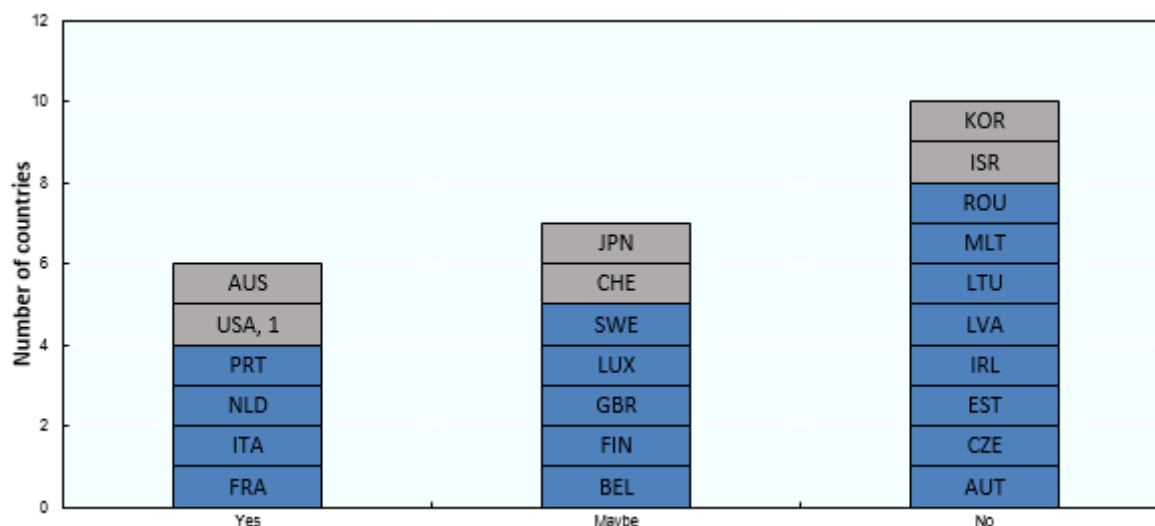 12
10
8
6
4
2
0
Number of countries
AUS
USA, 1
PRT
NLD
ITA
FRA
JPN
CHE
SWE
LUX
GBR
FIN
BEL
KOR
ISR
ROU
MLT
LTU
LVA
IRL
EST
CZE
AUT
Yes
Maybe
No